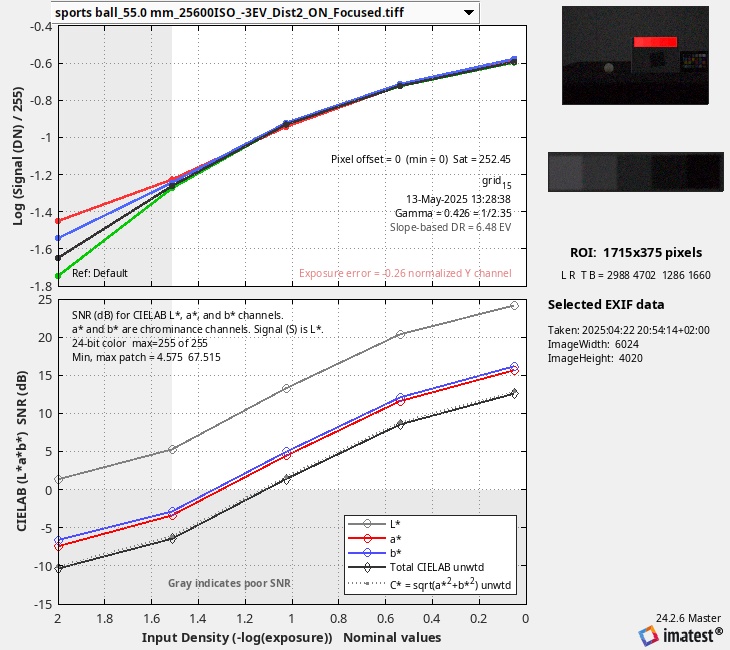 sports ball_55.0 mm_25600ISO_-3EV_Dist2_ON_Focused.tiff
-0.4
-0.6
-0.8
-1
-1.2
-1.4
-1.6
-1.8
Log (Signal (DN) / 255)
Pixel offset = 0 (min = 0) Sat = 252.45
grid15
13-May-2025 13:28:38
Gamma = 0.426 = 1/2.35
Slope-based DR = 6.48 EV
Ref: Default
Exposure error = -0.26 normalized Y channel
25
20
15
10
5
0
-5
-10
-15
CIELAB (L*a*b*) SNR (dB)
SNR (dB) for CIELAB L*, a*, and b* channels.
a* and b* are chrominance channels. Signal (S) is L*.
24-bit color max=255 of 255
Min, max patch = 4.575 67.515
L*
a*
b*
Total CIELAB unwtd
C* = sqrt(a*2+b*2) unwtd
Gray indicates poor SNR
2 1.8 1.6 1.4 1.2 1 0.8 0.6 0.4 0.2 0
Input Density (-log(exposure)) Nominal values
ROI: 1715x375 pixels
L R T B = 2988 4702 1286 1660
Selected EXIF data
Taken: 2025:04:22 20:54:14+02:00
ImageWidth: 6024
ImageHeight: 4020
24.2.6 Master
imatest®